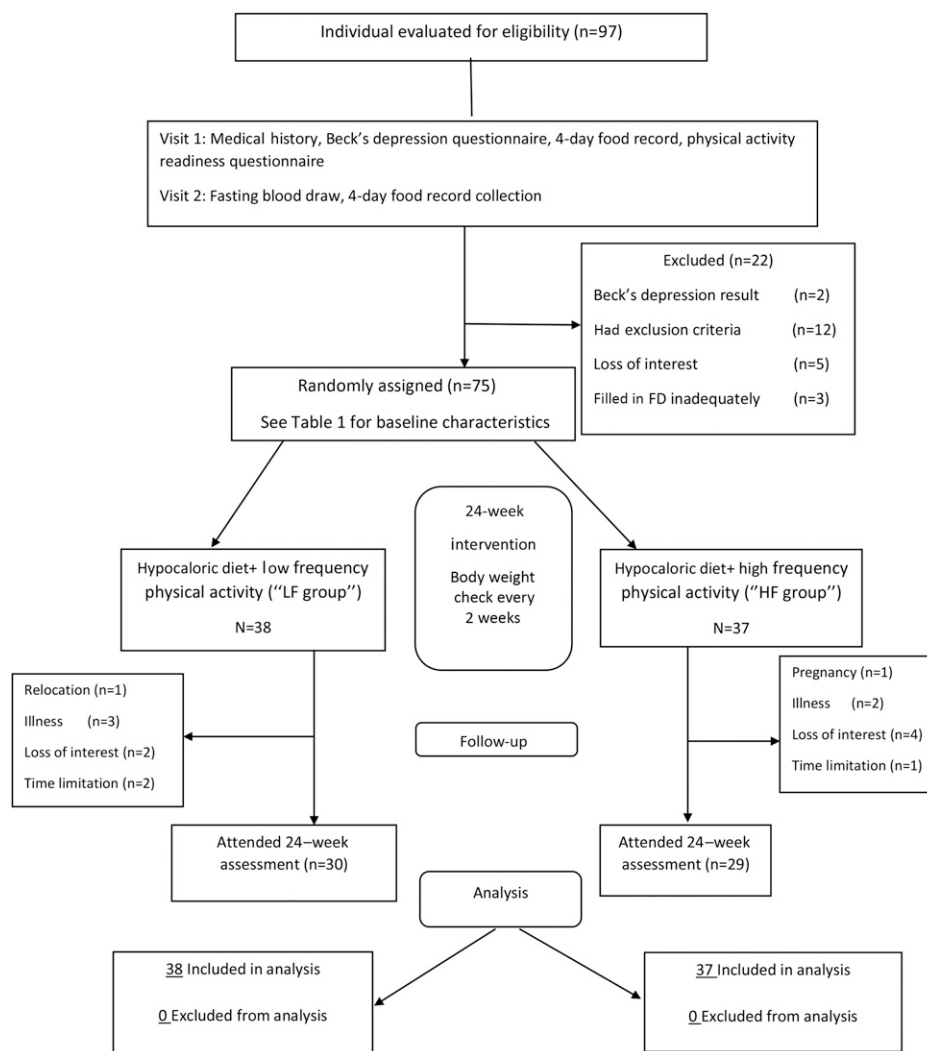 Individual evaluated for eligibility (n=97)
Visit 1: Medical history, Beck's depression questionnaire, 4-day food record, physical activity
readiness questionnaire
Visit 2: Fasting blood draw, 4-day food record collection
Excluded (n=22)
Beck's depression result (n=2)
Had exclusion criteria (n=12)
Loss of interest (n=5)
Filled in FD inadequately (n=3)
Randomly assigned (n=75)
See Table 1 for baseline characteristics
24-week
intervention
Body weight
check every
2 weeks
Hypocaloric diet+ low frequency
physical activity (‘‘LF group’’)
N=38
Hypocaloric diet+ high frequency
physical activity (‘‘HF group’’)
N=37
Relocation (n=1)
Illness (n=3)
Loss of interest (n=2)
Time limitation (n=2)
Follow-up
Pregnancy (n=1)
Illness (n=2)
Loss of interest (n=4)
Time limitation (n=1)
Attended 24–week
assessment (n=30)
Attended 24–week
assessment (n=29)
Analysis
38 Included in analysis
0 Excluded from analysis
37 Included in analysis
0 Excluded from analysis